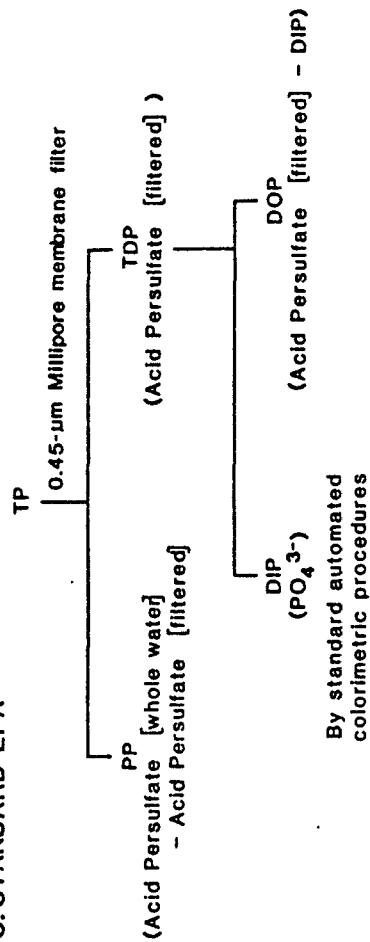 TP
0.45-µm Millipore membrane filter
PP
(Acid Persulfate [whole water]
– Acid Persulfate [filtered]
TDP
(Acid Persulfate [filtered] )
DIP
(PO₄³⁻)
By standard automated
colorimetric procedures
DOP
(Acid Persulfate [filtered] – DIP)